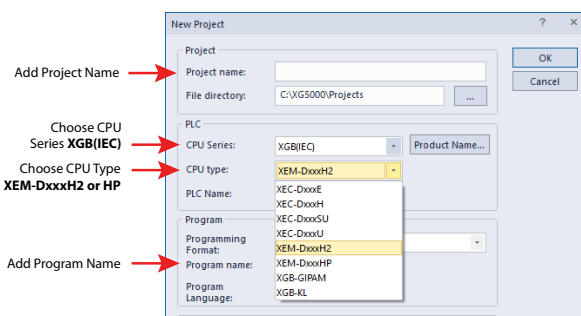 New Project ? ×
Project
OK
Add Project Name
Project name:
Cancel
File directory:
C:\XG5000\Projects
...
PLC
Choose CPU
Series XGB(IEC)
CPU Series:
XGB(IEC)
Product Name...
Choose CPU Type
XEM-DxxxH2 or HP
CPU type:
XEM-DxxxH2
PLC Name:
XEC-DxxxE
XEC-DxxxH
XEC-DxxxSU
XEC-DxxxU
XEM-DxxxH2
XEM-DxxxHP
XGB-GIPAM
XGB-KL
Program
Programming
Format:
Add Program Name
Program name:
Program
Language: